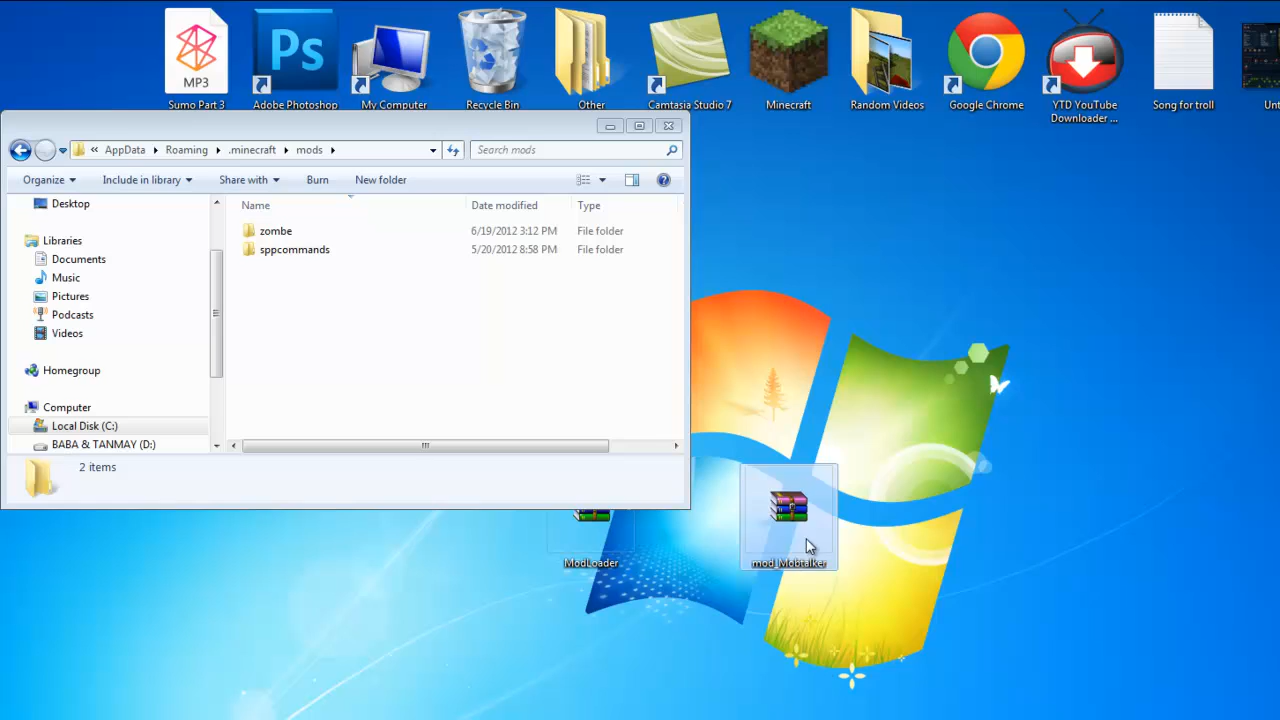 Ps
MP3
Sumo Part 3
Adobe Photoshop
My Computer
Recycle Bin
Other
Camtasia Studio 7
Minecraft
Random Videos
Google Chrome
YTD YouTube
Downloader ...
Song for troll
Unt
« AppData ▸ Roaming ▸ .minecraft ▸ mods ▸
Search mods
Organize
Include in library
Share with
Burn
New folder
Name
Date modified
Type
Desktop
Libraries
Documents
Music
Pictures
Podcasts
Videos
Homegroup
Computer
Local Disk (C:)
BABA & TANMAY (D:)
zombe 6/19/2012 3:12 PM File folder
sppcommands 5/20/2012 8:58 PM File folder
2 items
ModLoader
mod_Mobtalker